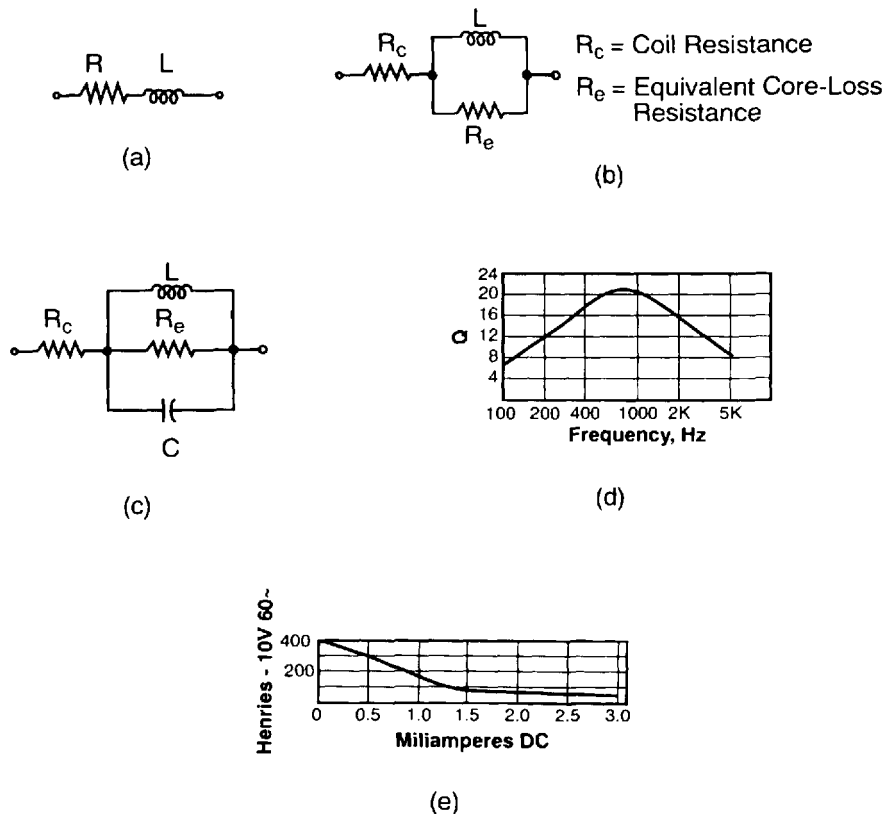 R L
(a)
R_c L R_e
R_c = Coil Resistance
R_e = Equivalent Core-Loss
Resistance
(b)
L
R_c R_e
C
(c)
24
20
16
12
8
4
Q
100 200 400 1000 2K 5K
Frequency, Hz
(d)
Henries - 10V 60~
400
200
0 0.5 1.0 1.5 2.0 2.5 3.0
Miliamperes DC
(e)